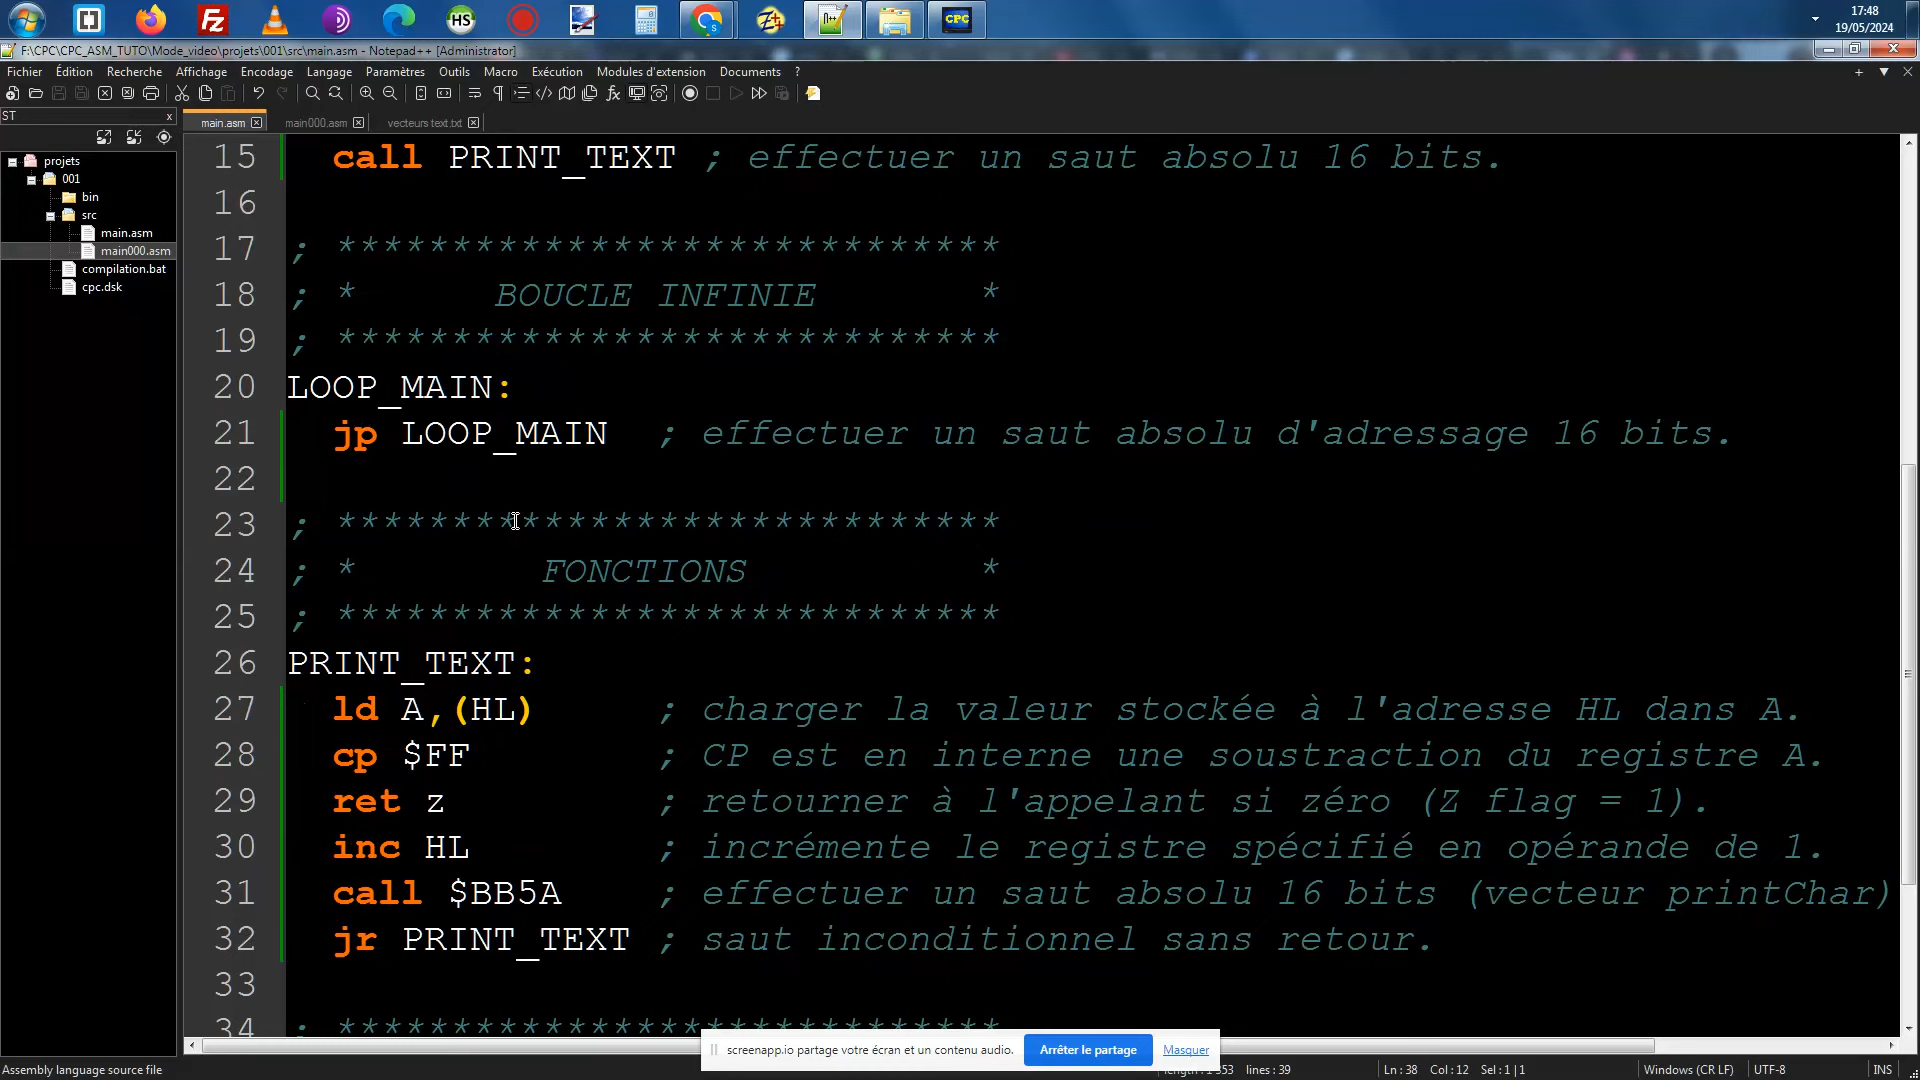 17:48
19/05/2024
F:\CPC\CPC_ASM_TUTO\Mode_video\projets\001\src\main.asm - Notepad++ [Administrator]
Fichier Édition Recherche Affichage Encodage Langage Paramètres Outils Macro Exécution Modules d'extension Documents ?
ST
main.asm main000.asm vecteurs text.txt
projets
001
bin
src
main.asm
main000.asm
compilation.bat
cpc.dsk
15 call PRINT_TEXT ; effectuer un saut absolu 16 bits.
16
17 ; *****************************
18 ; * BOUCLE INFINIE *
19 ; *****************************
20 LOOP_MAIN:
21 jp LOOP_MAIN ; effectuer un saut absolu d'adressage 16 bits.
22
23 ; *****************************
24 ; * FONCTIONS *
25 ; *****************************
26 PRINT_TEXT:
27 ld A,(HL) ; charger la valeur stockée à l'adresse HL dans A.
28 cp $FF ; CP est en interne une soustraction du registre A.
29 ret z ; retourner à l'appelant si zéro (Z flag = 1).
30 inc HL ; incrémente le registre spécifié en opérande de 1.
31 call $BB5A ; effectuer un saut absolu 16 bits (vecteur printChar)
32 jr PRINT_TEXT ; saut inconditionnel sans retour.
33
34 ; *****************************
screenapp.io partage votre écran et un contenu audio. Arrêter le partage Masquer
Assembly language source file lines : 39 Ln : 38 Col : 12 Sel : 1 | 1 Windows (CR LF) UTF-8 INS